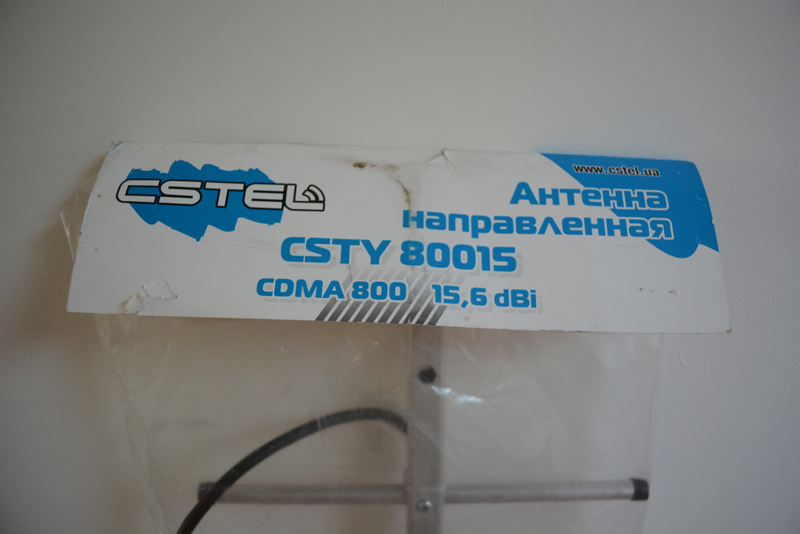 CSTEL
www.cstel.ua
Антенна
направленная
CSTY 80015
CDMA 800 15,6 dBi